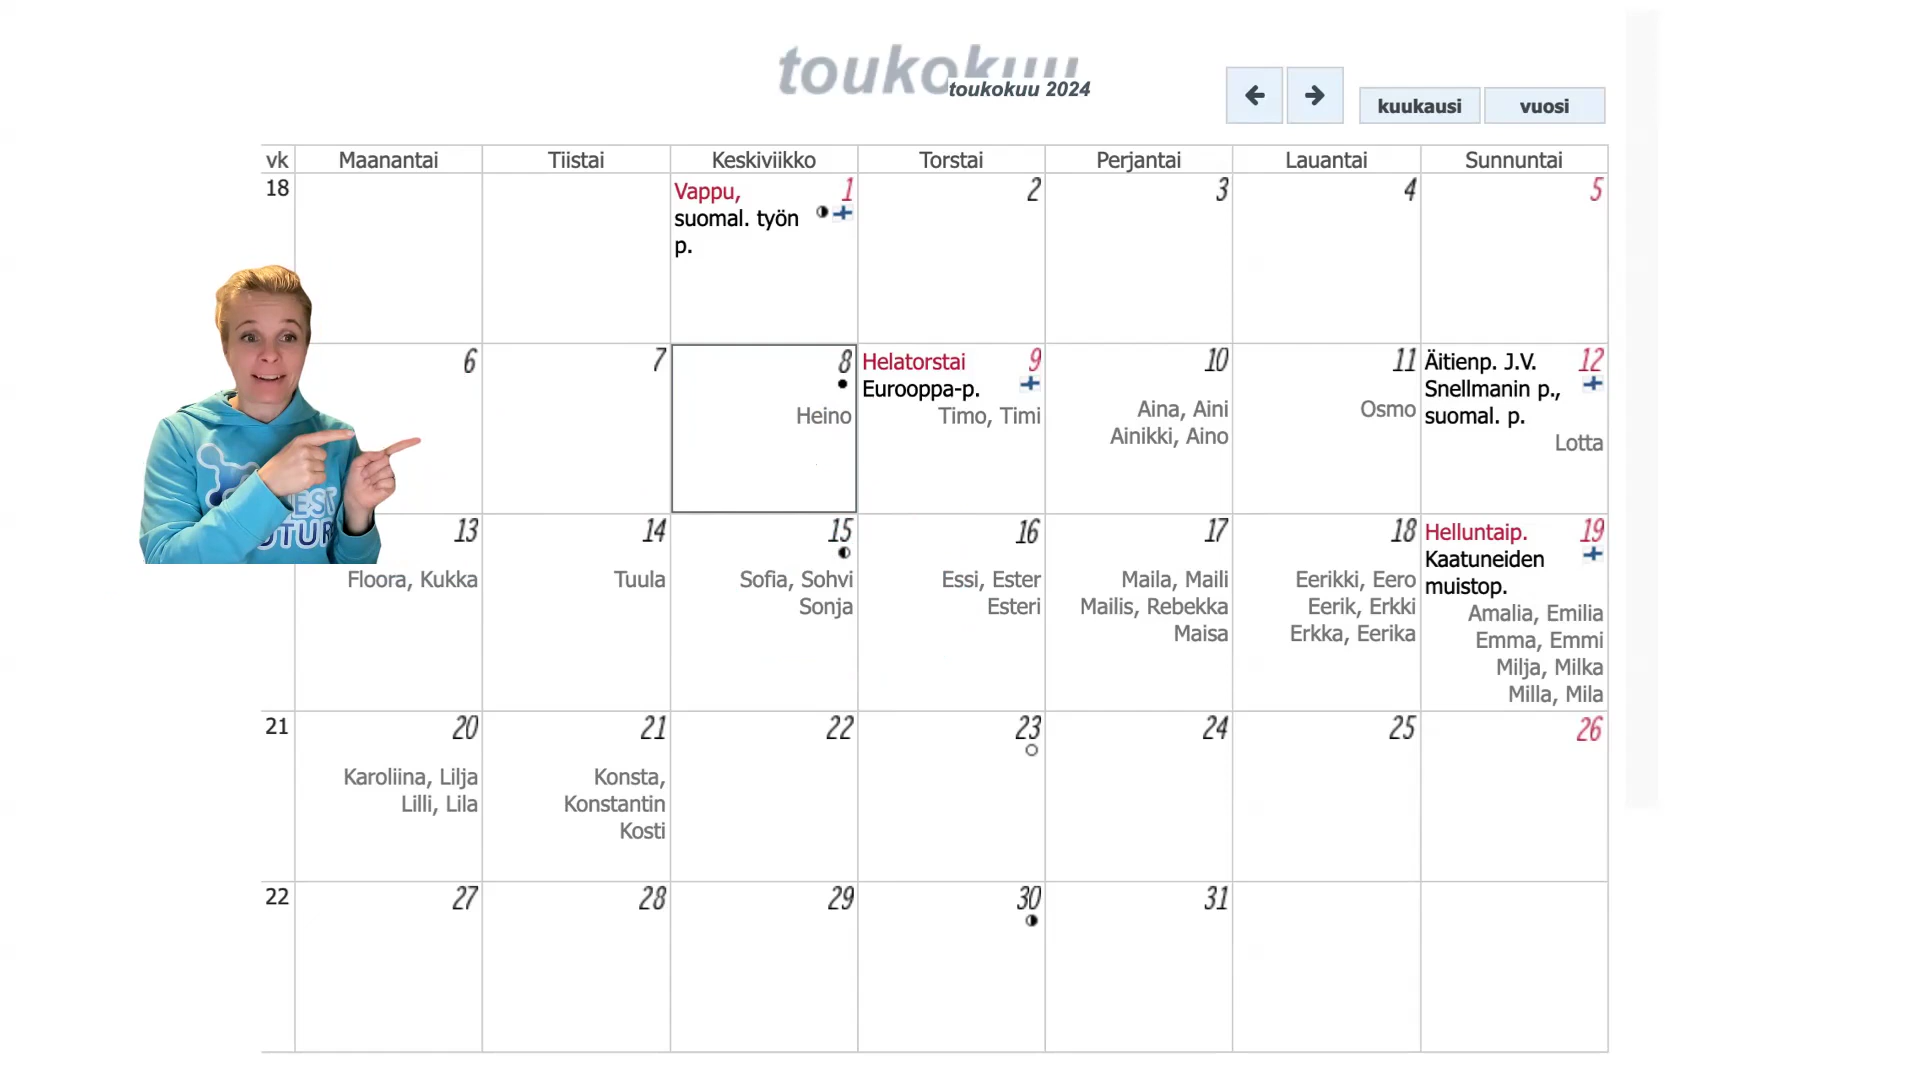 toukokuu
toukokuu 2024
kuukausi
vuosi
vk Maanantai Tiistai Keskiviikko Torstai Perjantai Lauantai Sunnuntai
18
Vappu, 1
suomal. työn
p.
2
3
4
5
6
7
8
Heino
Helatorstai 9
Eurooppa-p.
Timo, Timi
10
Aina, Aini
Ainikki, Aino
11
Osmo
Äitienp. J.V. 12
Snellmanin p.,
suomal. p.
Lotta
13
Floora, Kukka
14
Tuula
15
Sofia, Sohvi
Sonja
16
Essi, Ester
Esteri
17
Maila, Maili
Mailis, Rebekka
Maisa
18
Eerikki, Eero
Eerik, Erkki
Erkka, Eerika
Helluntaip. 19
Kaatuneiden
muistop.
Amalia, Emilia
Emma, Emmi
Milja, Milka
Milla, Mila
21
20
Karoliina, Lilja
Lilli, Lila
21
Konsta,
Konstantin
Kosti
22
23
24
25
26
22
27
28
29
30
31